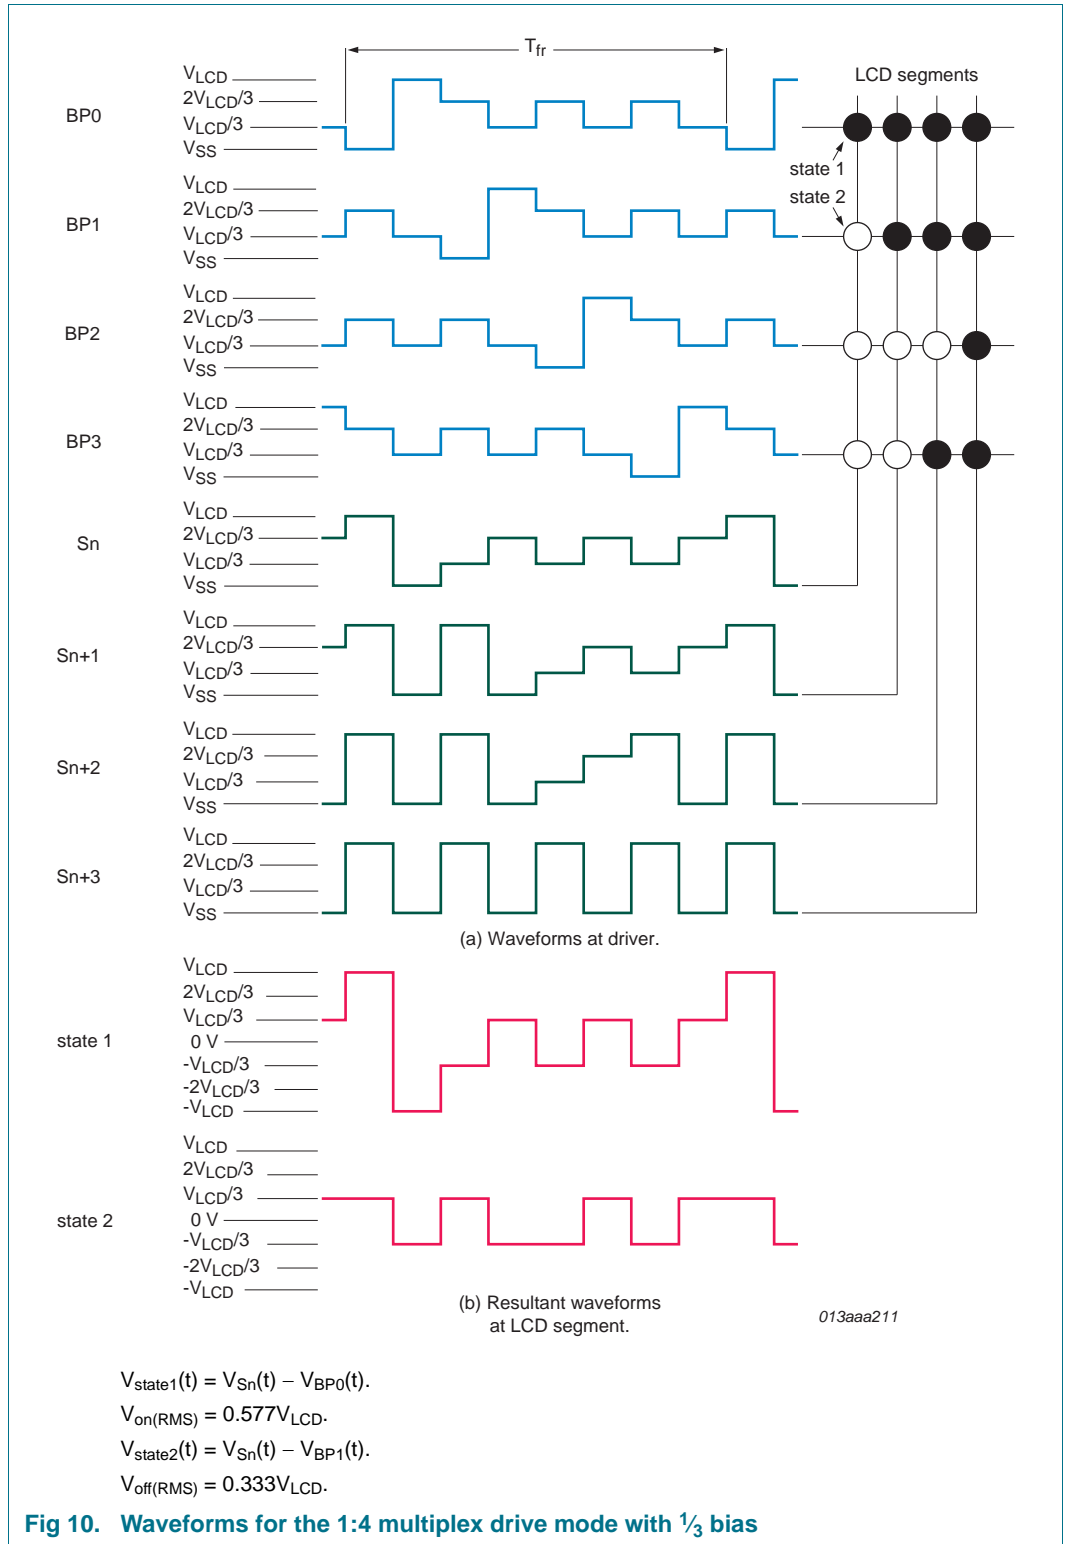 Tfr
BP0
VLCD
2VLCD/3
VLCD/3
VSS
LCD segments
state 1
state 2
BP1
VLCD
2VLCD/3
VLCD/3
VSS
BP2
VLCD
2VLCD/3
VLCD/3
VSS
BP3
VLCD
2VLCD/3
VLCD/3
VSS
Sn
VLCD
2VLCD/3
VLCD/3
VSS
Sn+1
VLCD
2VLCD/3
VLCD/3
VSS
Sn+2
VLCD
2VLCD/3
VLCD/3
VSS
Sn+3
VLCD
2VLCD/3
VLCD/3
VSS
(a) Waveforms at driver.
state 1
VLCD
2VLCD/3
VLCD/3
0 V
-VLCD/3
-2VLCD/3
-VLCD
state 2
VLCD
2VLCD/3
VLCD/3
0 V
-VLCD/3
-2VLCD/3
-VLCD
(b) Resultant waveforms
at LCD segment.
013aaa211
Vstate1(t) = VSn(t) − VBP0(t).
Von(RMS) = 0.577VLCD.
Vstate2(t) = VSn(t) − VBP1(t).
Voff(RMS) = 0.333VLCD.
Fig 10. Waveforms for the 1:4 multiplex drive mode with 1⁄3 bias